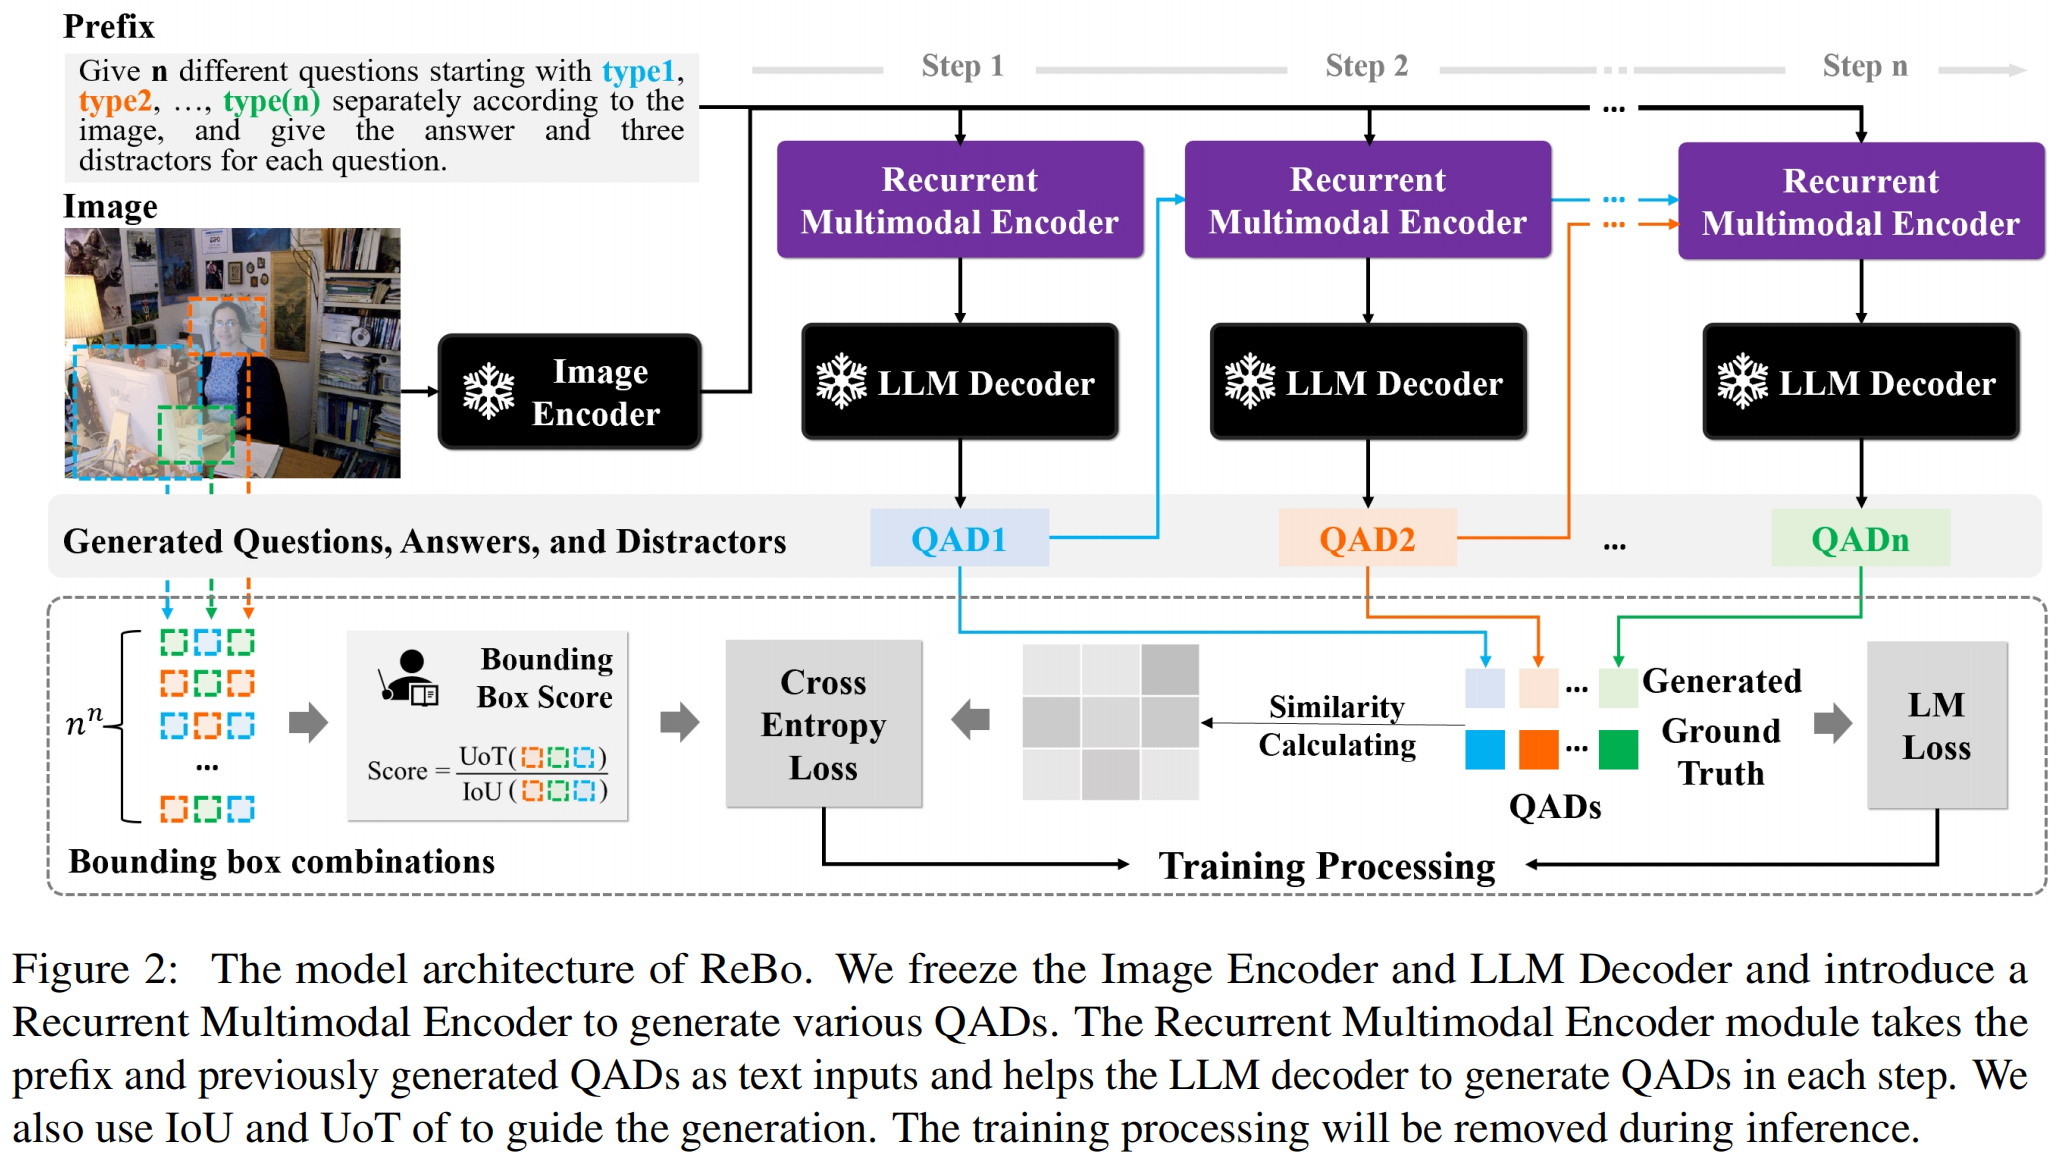 Prefix
Give n different questions starting with type1,
type2, …, type(n) separately according to the
image, and give the answer and three
distractors for each question.
Step 1
Step 2
Step n
...
Recurrent
Multimodal Encoder
Recurrent
Multimodal Encoder
...
...
Recurrent
Multimodal Encoder
Image
Image
Encoder
LLM Decoder
LLM Decoder
LLM Decoder
Generated Questions, Answers, and Distractors
QAD1
QAD2
...
QADn
nⁿ
...
Bounding box combinations
Bounding
Box Score
Score = UoT( ) / IoU ( )
Cross
Entropy
Loss
Similarity
Calculating
... Generated
... Ground
Truth
QADs
LM
Loss
Training Processing
Figure 2: The model architecture of ReBo. We freeze the Image Encoder and LLM Decoder and introduce a
Recurrent Multimodal Encoder to generate various QADs. The Recurrent Multimodal Encoder module takes the
prefix and previously generated QADs as text inputs and helps the LLM decoder to generate QADs in each step. We
also use IoU and UoT of to guide the generation. The training processing will be removed during inference.